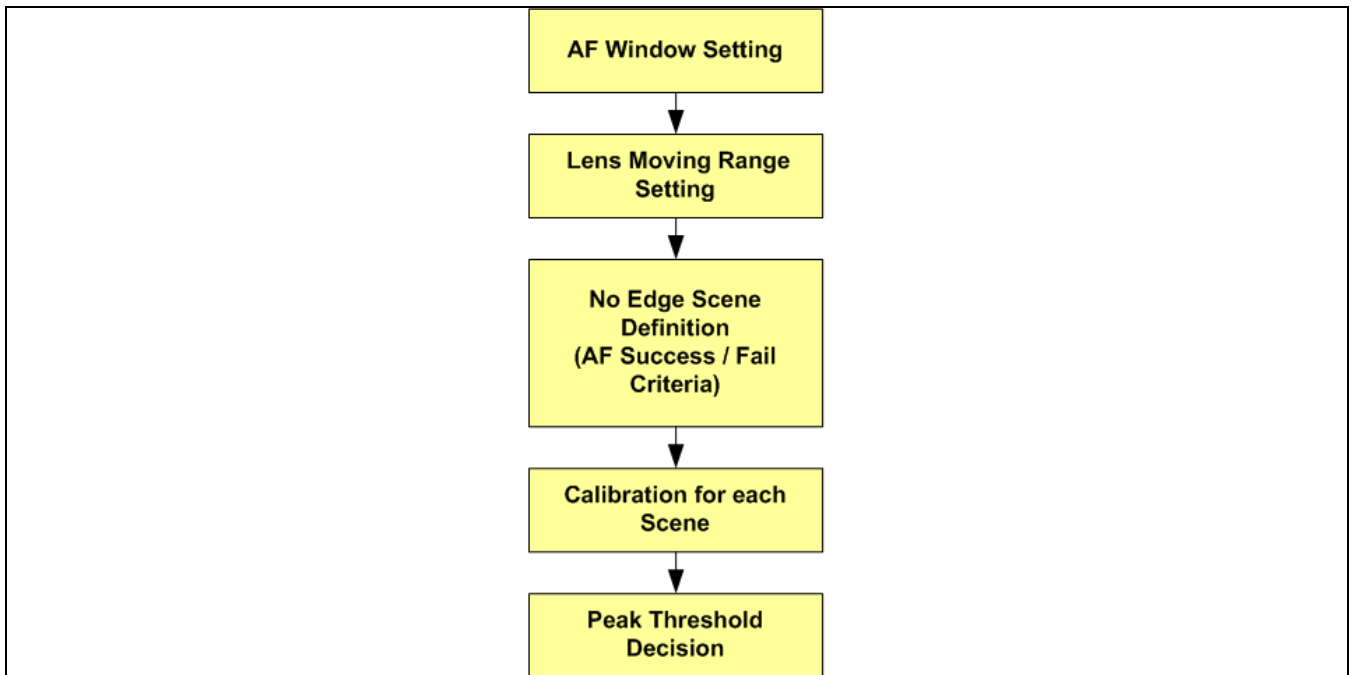 AF Window Setting
Lens Moving Range
Setting
No Edge Scene
Definition
(AF Success / Fail
Criteria)
Calibration for each
Scene
Peak Threshold
Decision